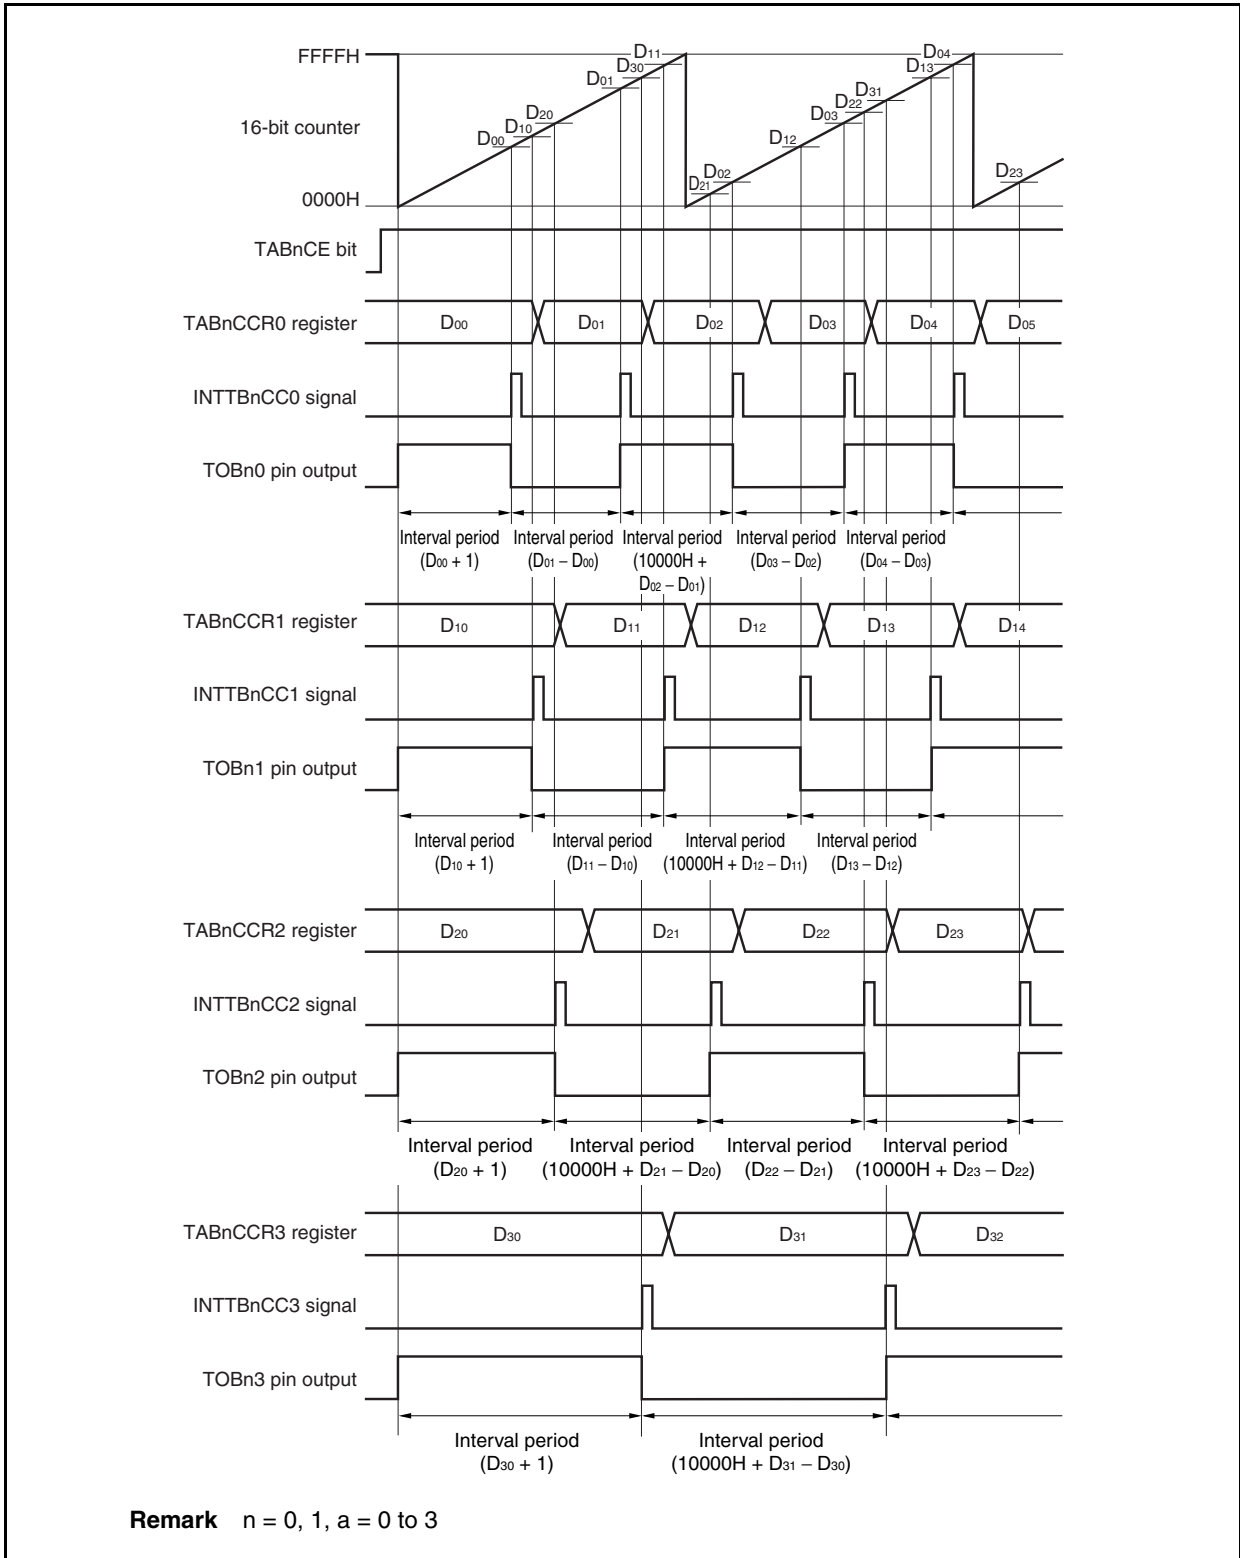 FFFFH
D11
D04
D30
D13
D01
D31
D20
D22
16-bit counter
D10
D03
D00
D12
D02
D23
D21
0000H
TABnCE bit
TABnCCR0 register
D00
D01
D02
D03
D04
D05
INTTBnCC0 signal
TOBn0 pin output
Interval period
(D00 + 1)
Interval period
(D01 – D00)
Interval period
(10000H +
D02 – D01)
Interval period
(D03 – D02)
Interval period
(D04 – D03)
TABnCCR1 register
D10
D11
D12
D13
D14
INTTBnCC1 signal
TOBn1 pin output
Interval period
(D10 + 1)
Interval period
(D11 – D10)
Interval period
(10000H + D12 – D11)
Interval period
(D13 – D12)
TABnCCR2 register
D20
D21
D22
D23
INTTBnCC2 signal
TOBn2 pin output
Interval period
(D20 + 1)
Interval period
(10000H + D21 – D20)
Interval period
(D22 – D21)
Interval period
(10000H + D23 – D22)
TABnCCR3 register
D30
D31
D32
INTTBnCC3 signal
TOBn3 pin output
Interval period
(D30 + 1)
Interval period
(10000H + D31 – D30)
Remark n = 0, 1, a = 0 to 3